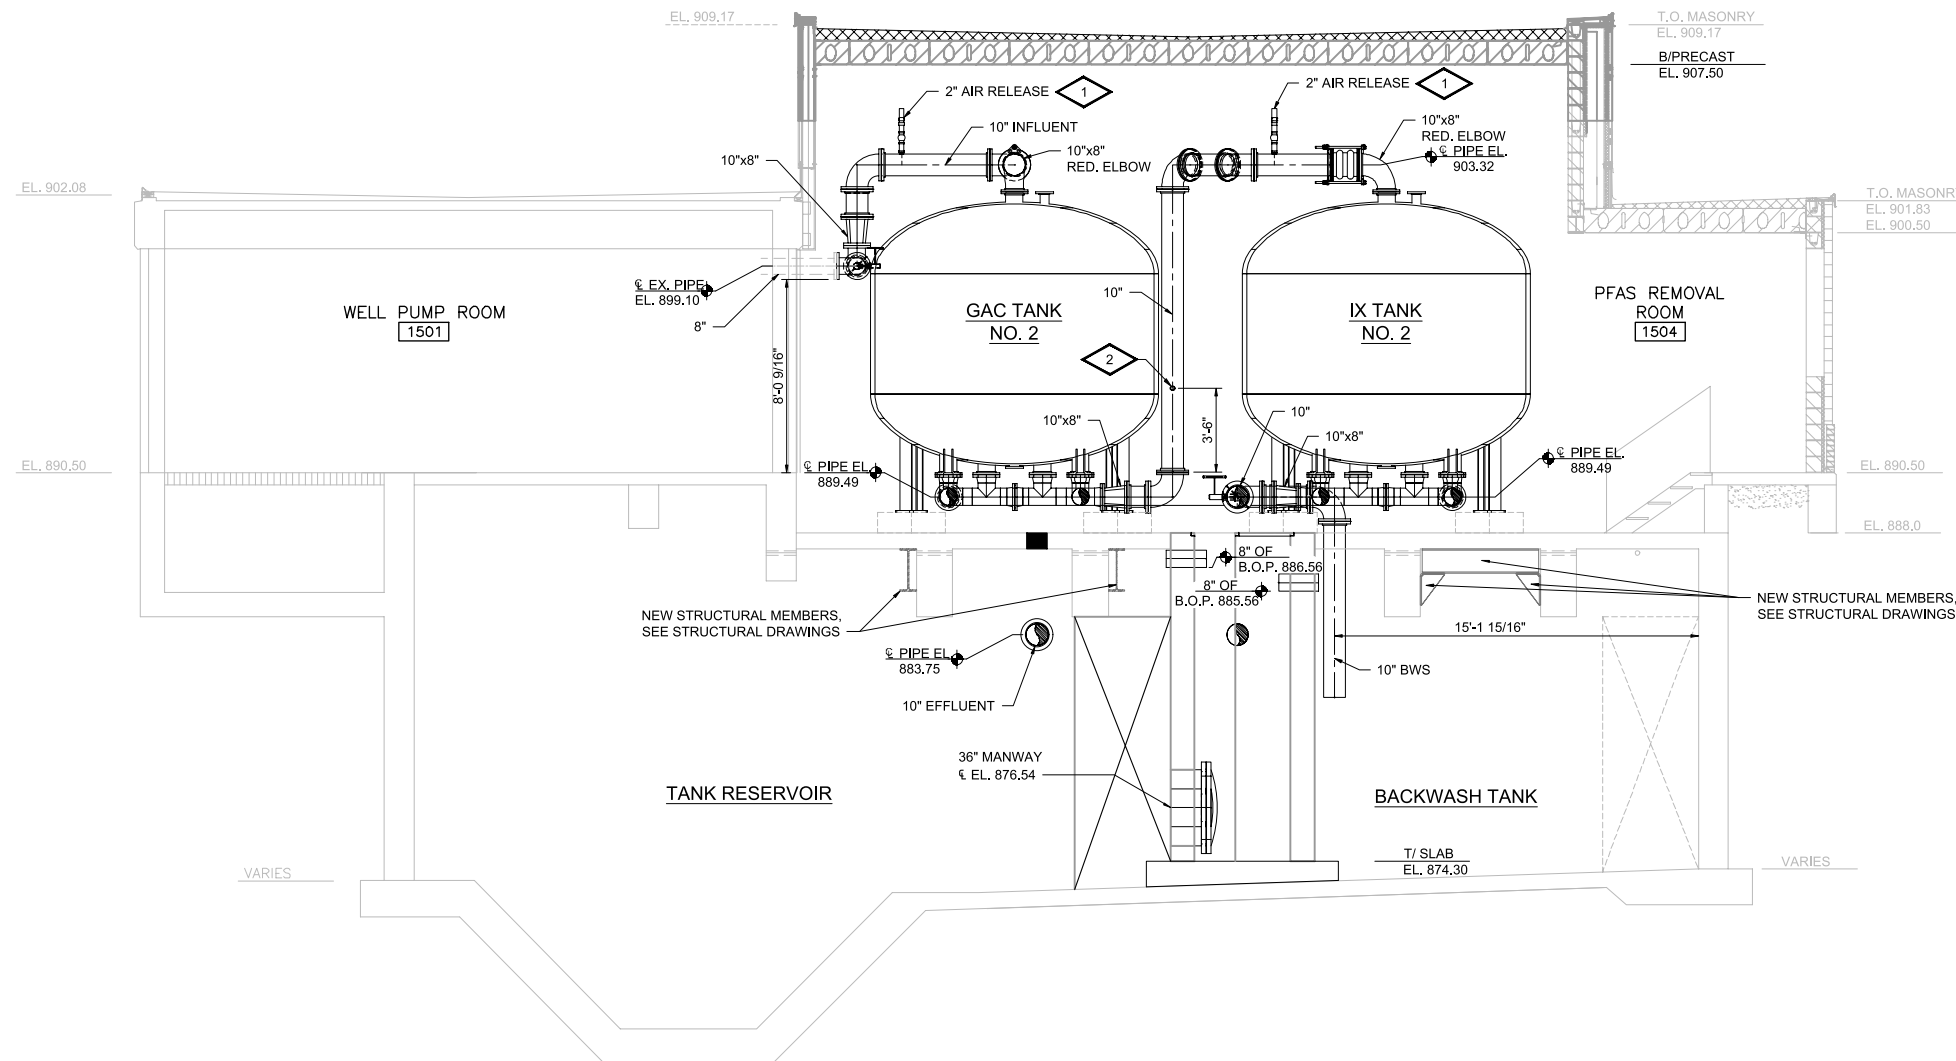 EL. 909.17
T.O. MASONRY
EL. 909.17
B/PRECAST
EL. 907.50
2" AIR RELEASE
1
2" AIR RELEASE
1
10" INFLUENT
10"x8"
RED. ELBOW
10"x8"
10"x8"
RED. ELBOW
℄ PIPE EL.
903.32
EL. 902.08
T.O. MASONR
EL. 901.83
EL. 900.50
℄ EX. PIPE
EL. 899.10
8"
WELL PUMP ROOM
1501
8'-0 9/16"
GAC TANK
NO. 2
10"
2
IX TANK
NO. 2
PFAS REMOVAL
ROOM
1504
3'-6"
10"x8"
10"
10"x8"
EL. 890.50
℄ PIPE EL.
889.49
℄ PIPE EL.
889.49
EL. 890.50
EL. 888.0
8" OF
B.O.P. 886.56
8" OF
B.O.P. 885.56
NEW STRUCTURAL MEMBERS,
SEE STRUCTURAL DRAWINGS
NEW STRUCTURAL MEMBERS,
SEE STRUCTURAL DRAWINGS
15'-1 15/16"
℄ PIPE EL.
883.75
10" EFFLUENT
10" BWS
36" MANWAY
℄ EL. 876.54
TANK RESERVOIR
BACKWASH TANK
T/ SLAB
EL. 874.30
VARIES
VARIES